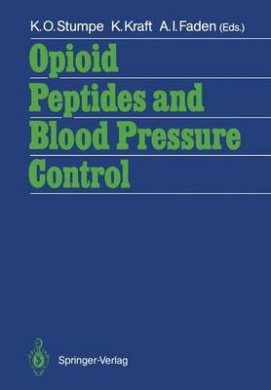 K.O.Stumpe K.Kraft A.I.Faden (Eds.)
Opioid
Peptides and
Blood Pressure
Control
Springer-Verlag